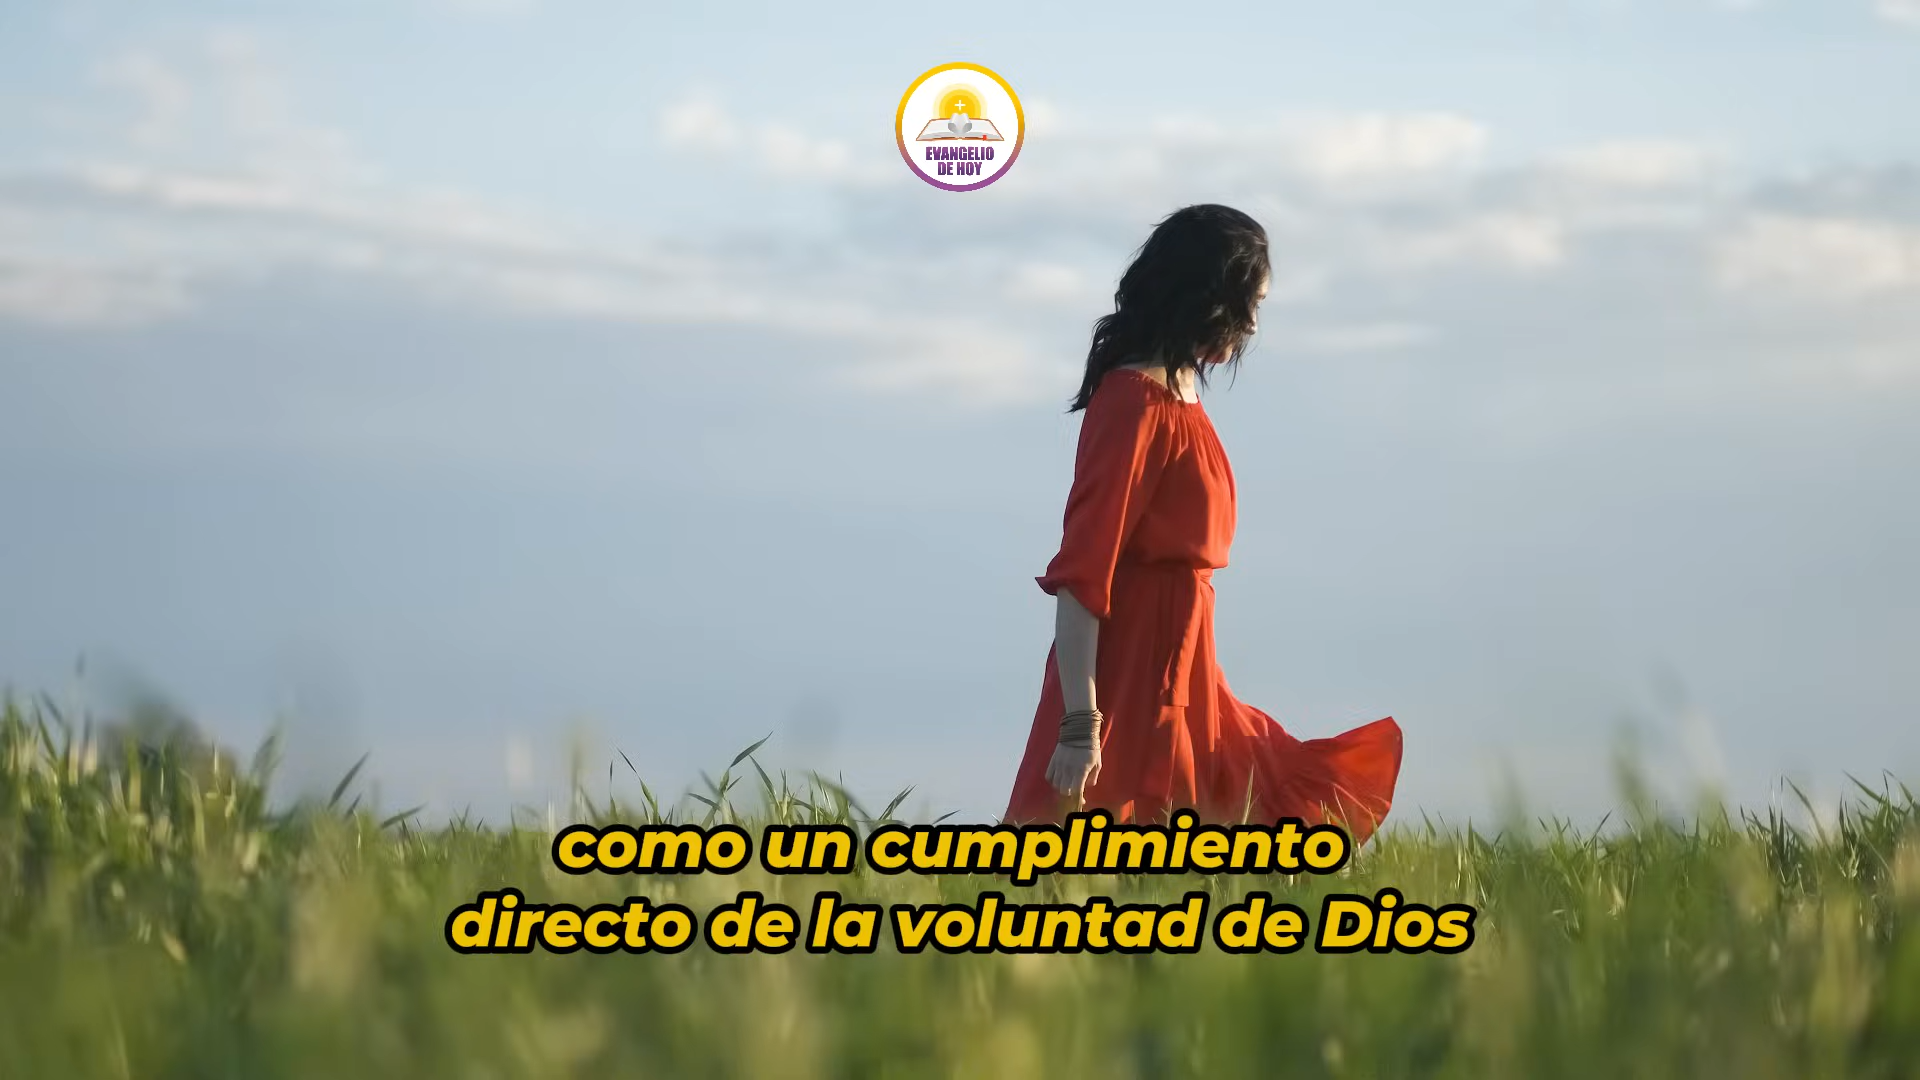 EVANGELIO
DE HOY
como un cumplimiento
directo de la voluntad de Dios